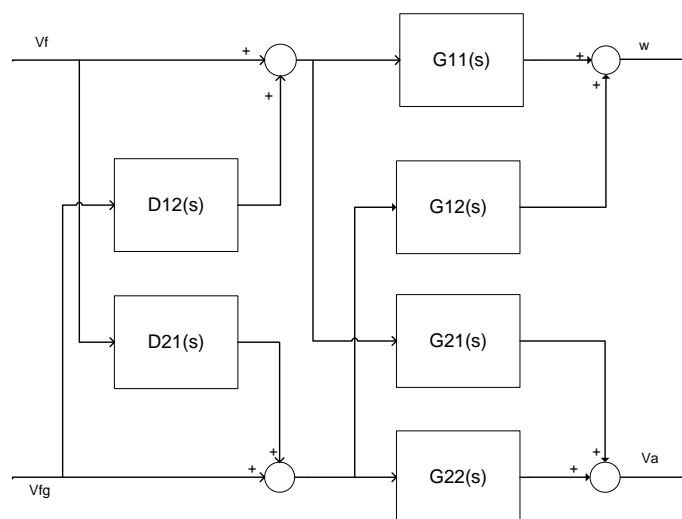 Vf
+
+
G11(s)
+
+
w
D12(s)
G12(s)
D21(s)
G21(s)
+
+
Vfg
G22(s)
+
+
Va